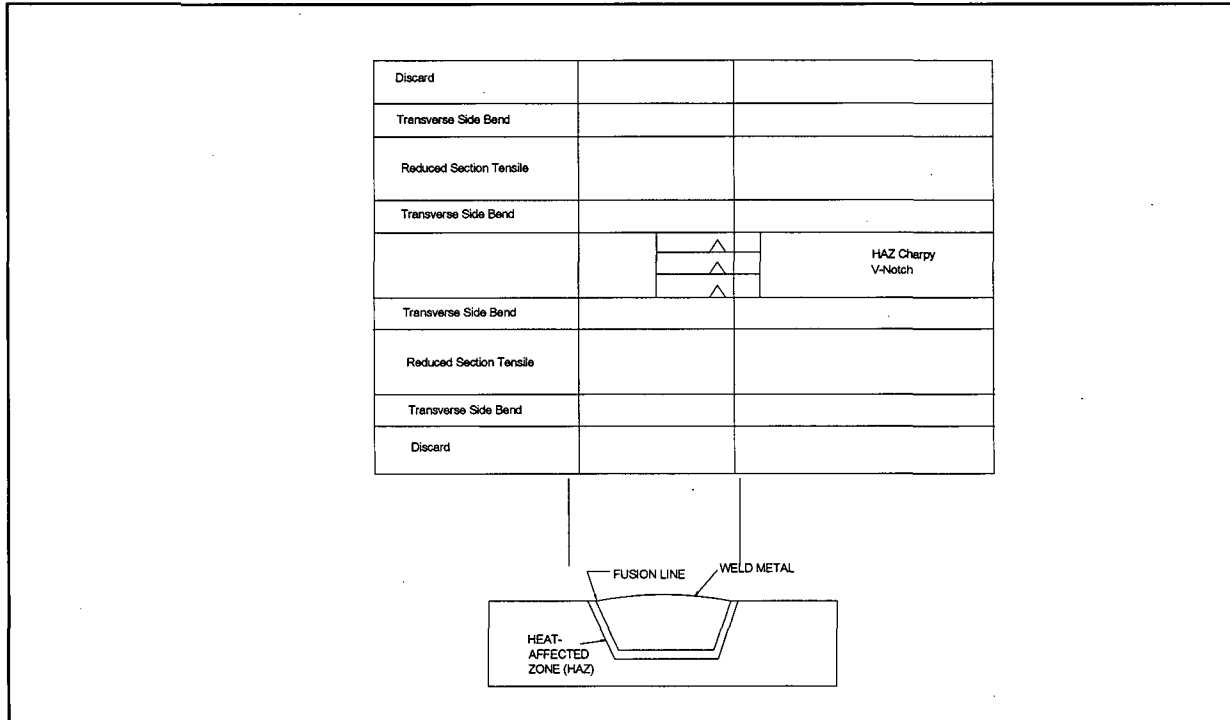 Discard
Transverse Side Bend
Reduced Section Tensile
Transverse Side Bend
HAZ Charpy
V-Notch
Transverse Side Bend
Reduced Section Tensile
Transverse Side Bend
Discard
FUSION LINE
WELD METAL
HEAT-
AFFECTED
ZONE (HAZ)